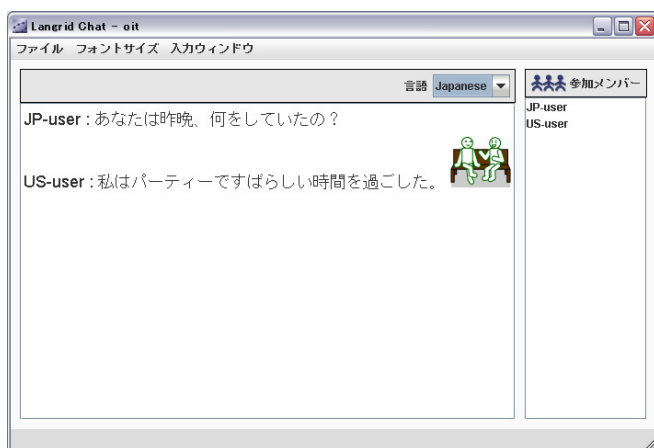 Langrid Chat - oit
ファイル フォントサイズ 入力ウィンドウ
言語 Japanese
参加メンバー
JP-user : あなたは昨晩、何をしていたの？
US-user : 私はパーティーですばらしい時間を過ごした。
JP-user
US-user